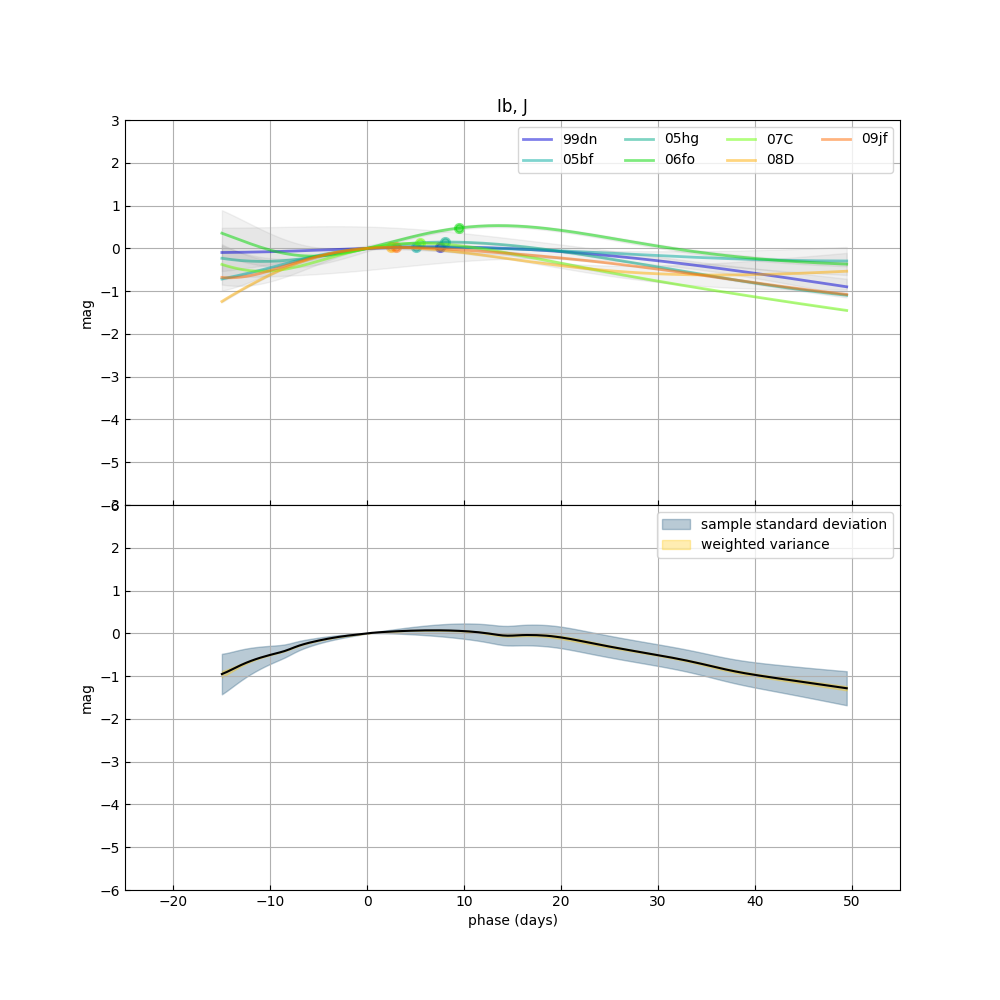 Ib, J
99dn 05hg 07C 09jf
05bf 06fo 08D
3
2
1
0
−1
−2
−3
−4
−5
−6
mag
sample standard deviation
weighted variance
3
2
1
0
−1
−2
−3
−4
−5
−6
mag
−20 −10 0 10 20 30 40 50
phase (days)